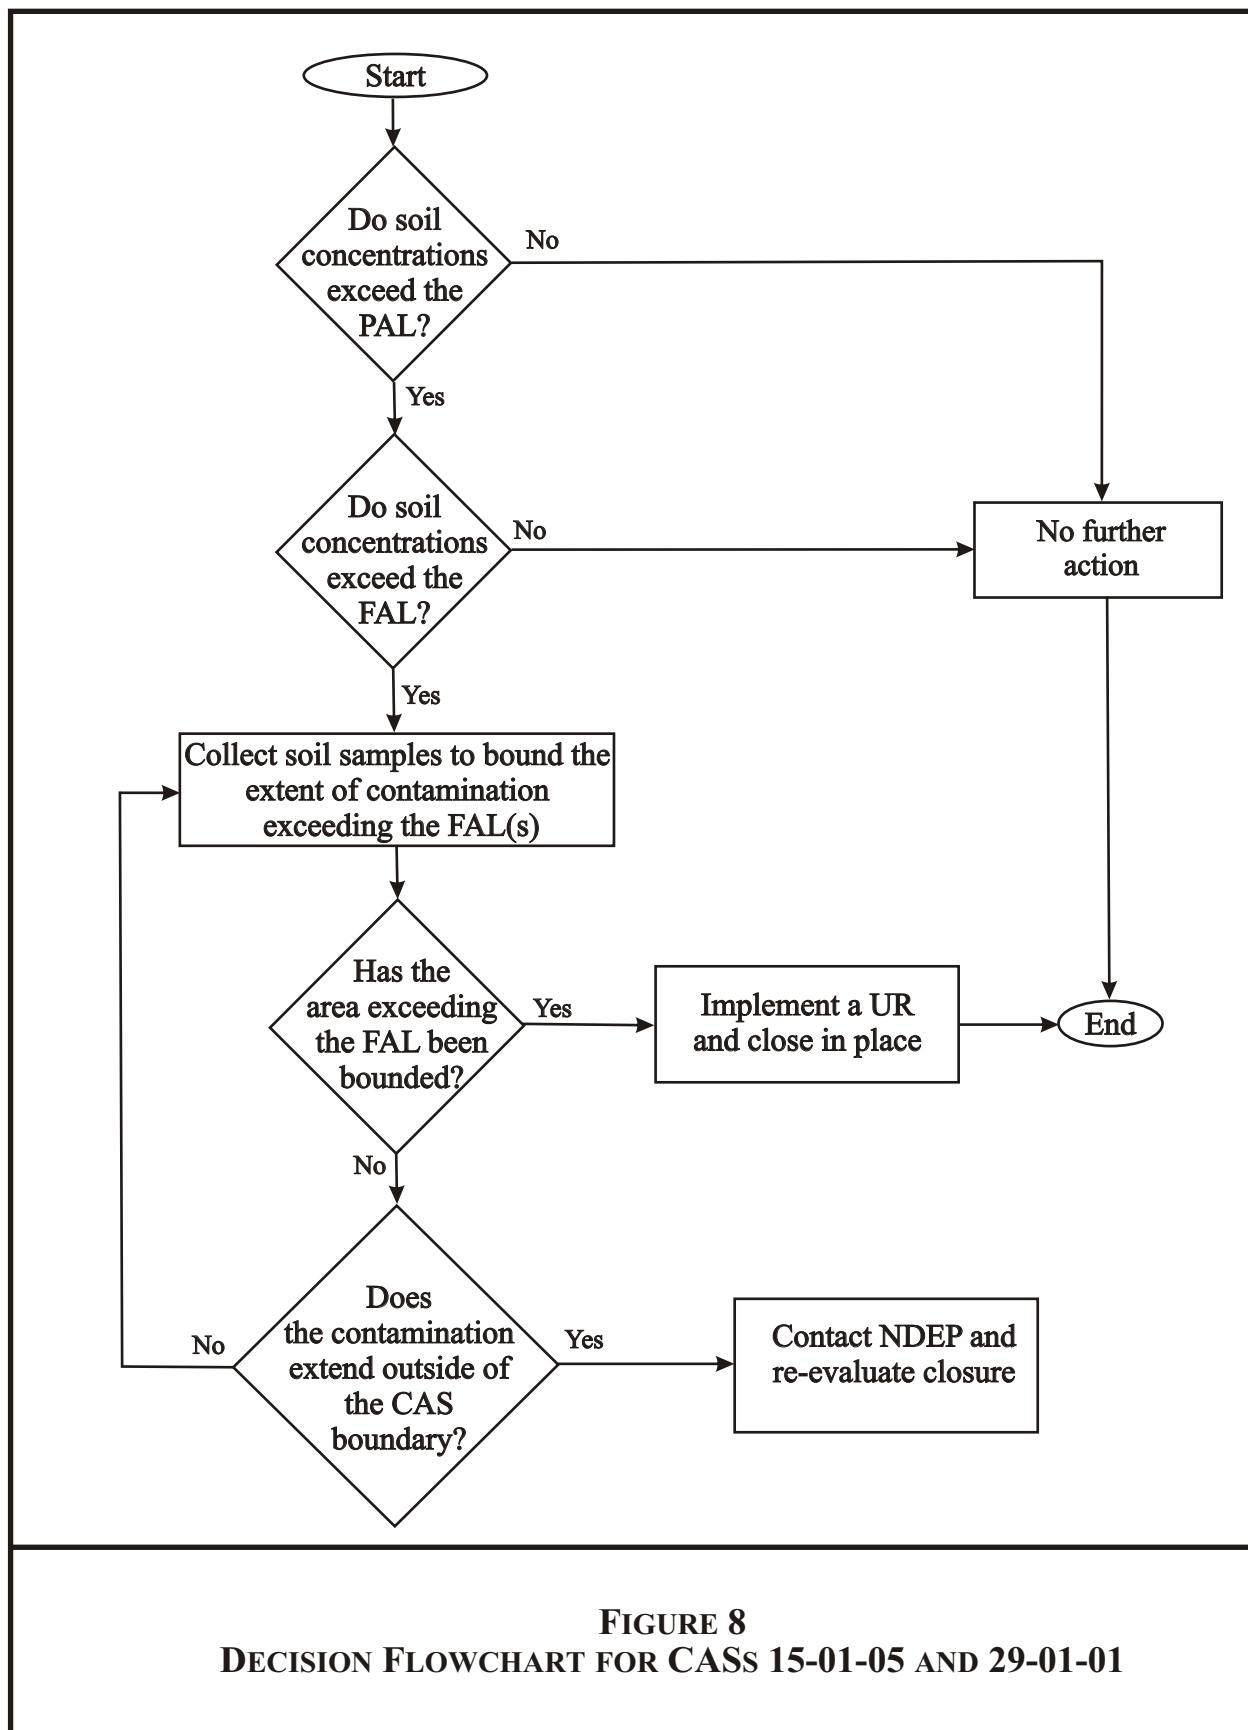 Start
Do soil
concentrations
exceed the
PAL?
No
Yes
Do soil
concentrations
exceed the
FAL?
No
No further
action
Yes
Collect soil samples to bound the
extent of contamination
exceeding the FAL(s)
Has the
area exceeding
the FAL been
bounded?
Yes
Implement a UR
and close in place
End
No
Does
the contamination
extend outside of
the CAS
boundary?
No
Yes
Contact NDEP and
re-evaluate closure
FIGURE 8
DECISION FLOWCHART FOR CASS 15-01-05 AND 29-01-01